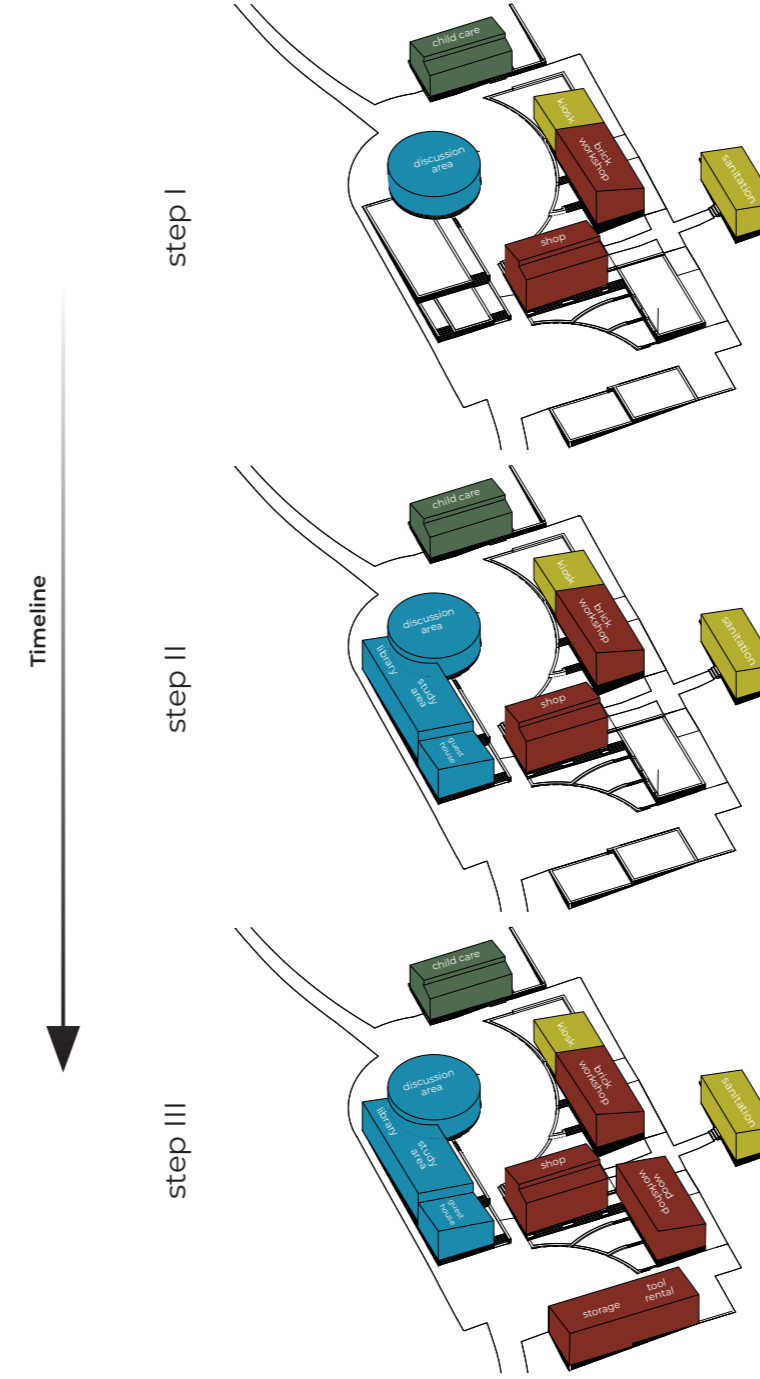 Timeline
step I
child care
kiosk
brick
workshop
discussion
area
sanitation
shop
step II
child care
kiosk
brick
workshop
discussion
area
library
study
area
guest
house
sanitation
shop
step III
child care
kiosk
brick
workshop
discussion
area
library
study
area
guest
house
sanitation
shop
wood
workshop
storage
tool
rental